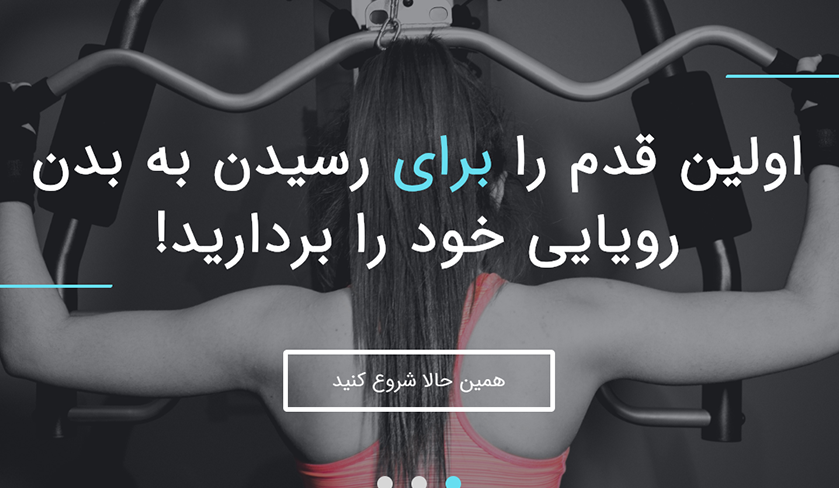 اولین قدم را برای رسیدن به بدن
رویایی خود را بردارید!
همین حالا شروع کنید